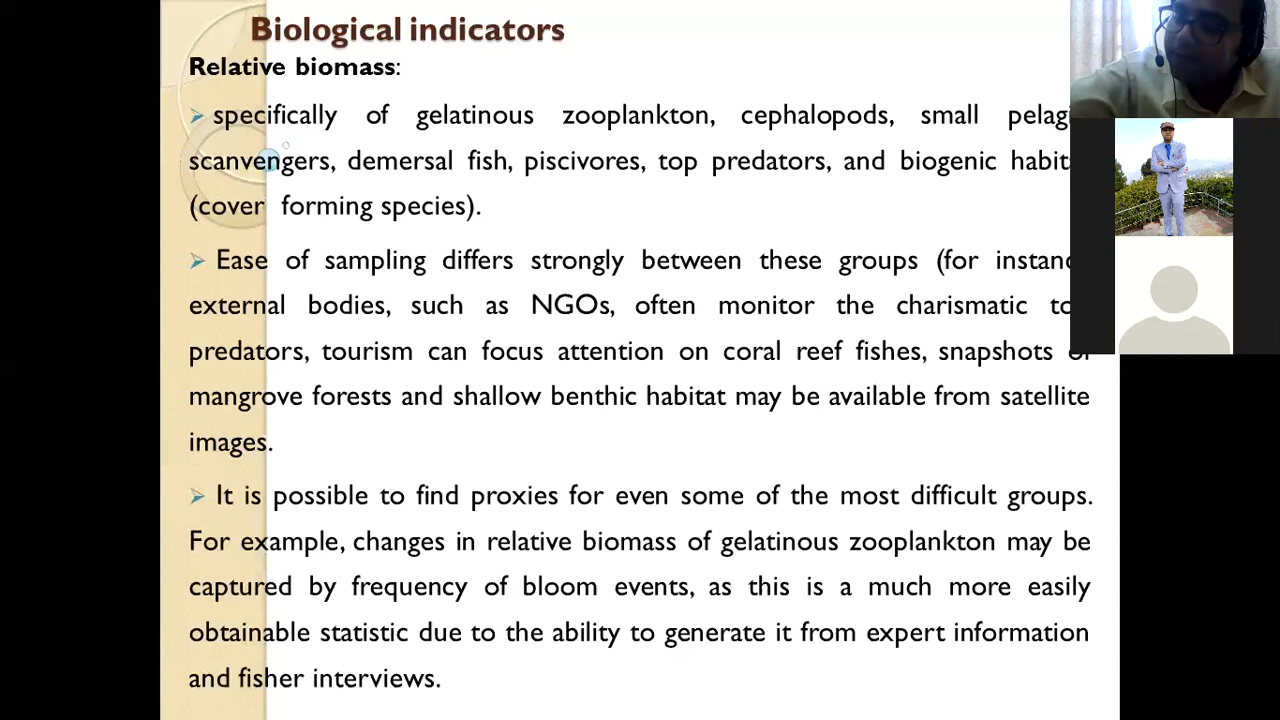 Biological indicators
Relative biomass:
specifically of gelatinous zooplankton, cephalopods, small pelagi
scanvengers, demersal fish, piscivores, top predators, and biogenic habit
(cover forming species).
Ease of sampling differs strongly between these groups (for instanc
external bodies, such as NGOs, often monitor the charismatic to
predators, tourism can focus attention on coral reef fishes, snapshots of
mangrove forests and shallow benthic habitat may be available from satellite
images.
It is possible to find proxies for even some of the most difficult groups.
For example, changes in relative biomass of gelatinous zooplankton may be
captured by frequency of bloom events, as this is a much more easily
obtainable statistic due to the ability to generate it from expert information
and fisher interviews.